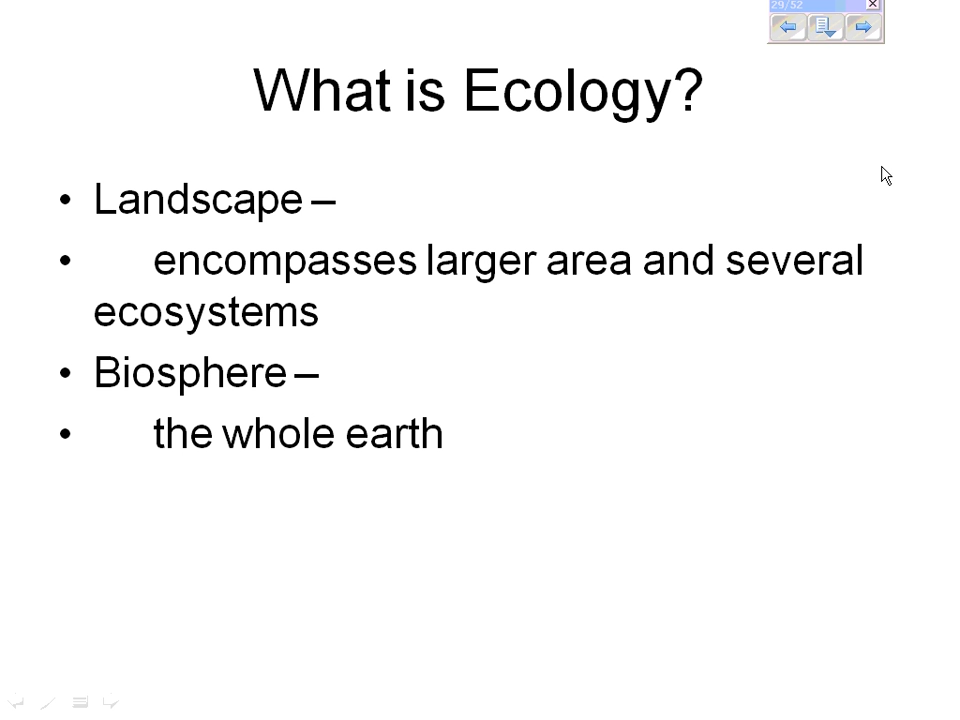 29/52
What is Ecology?
• Landscape –
• encompasses larger area and several
ecosystems
• Biosphere –
• the whole earth